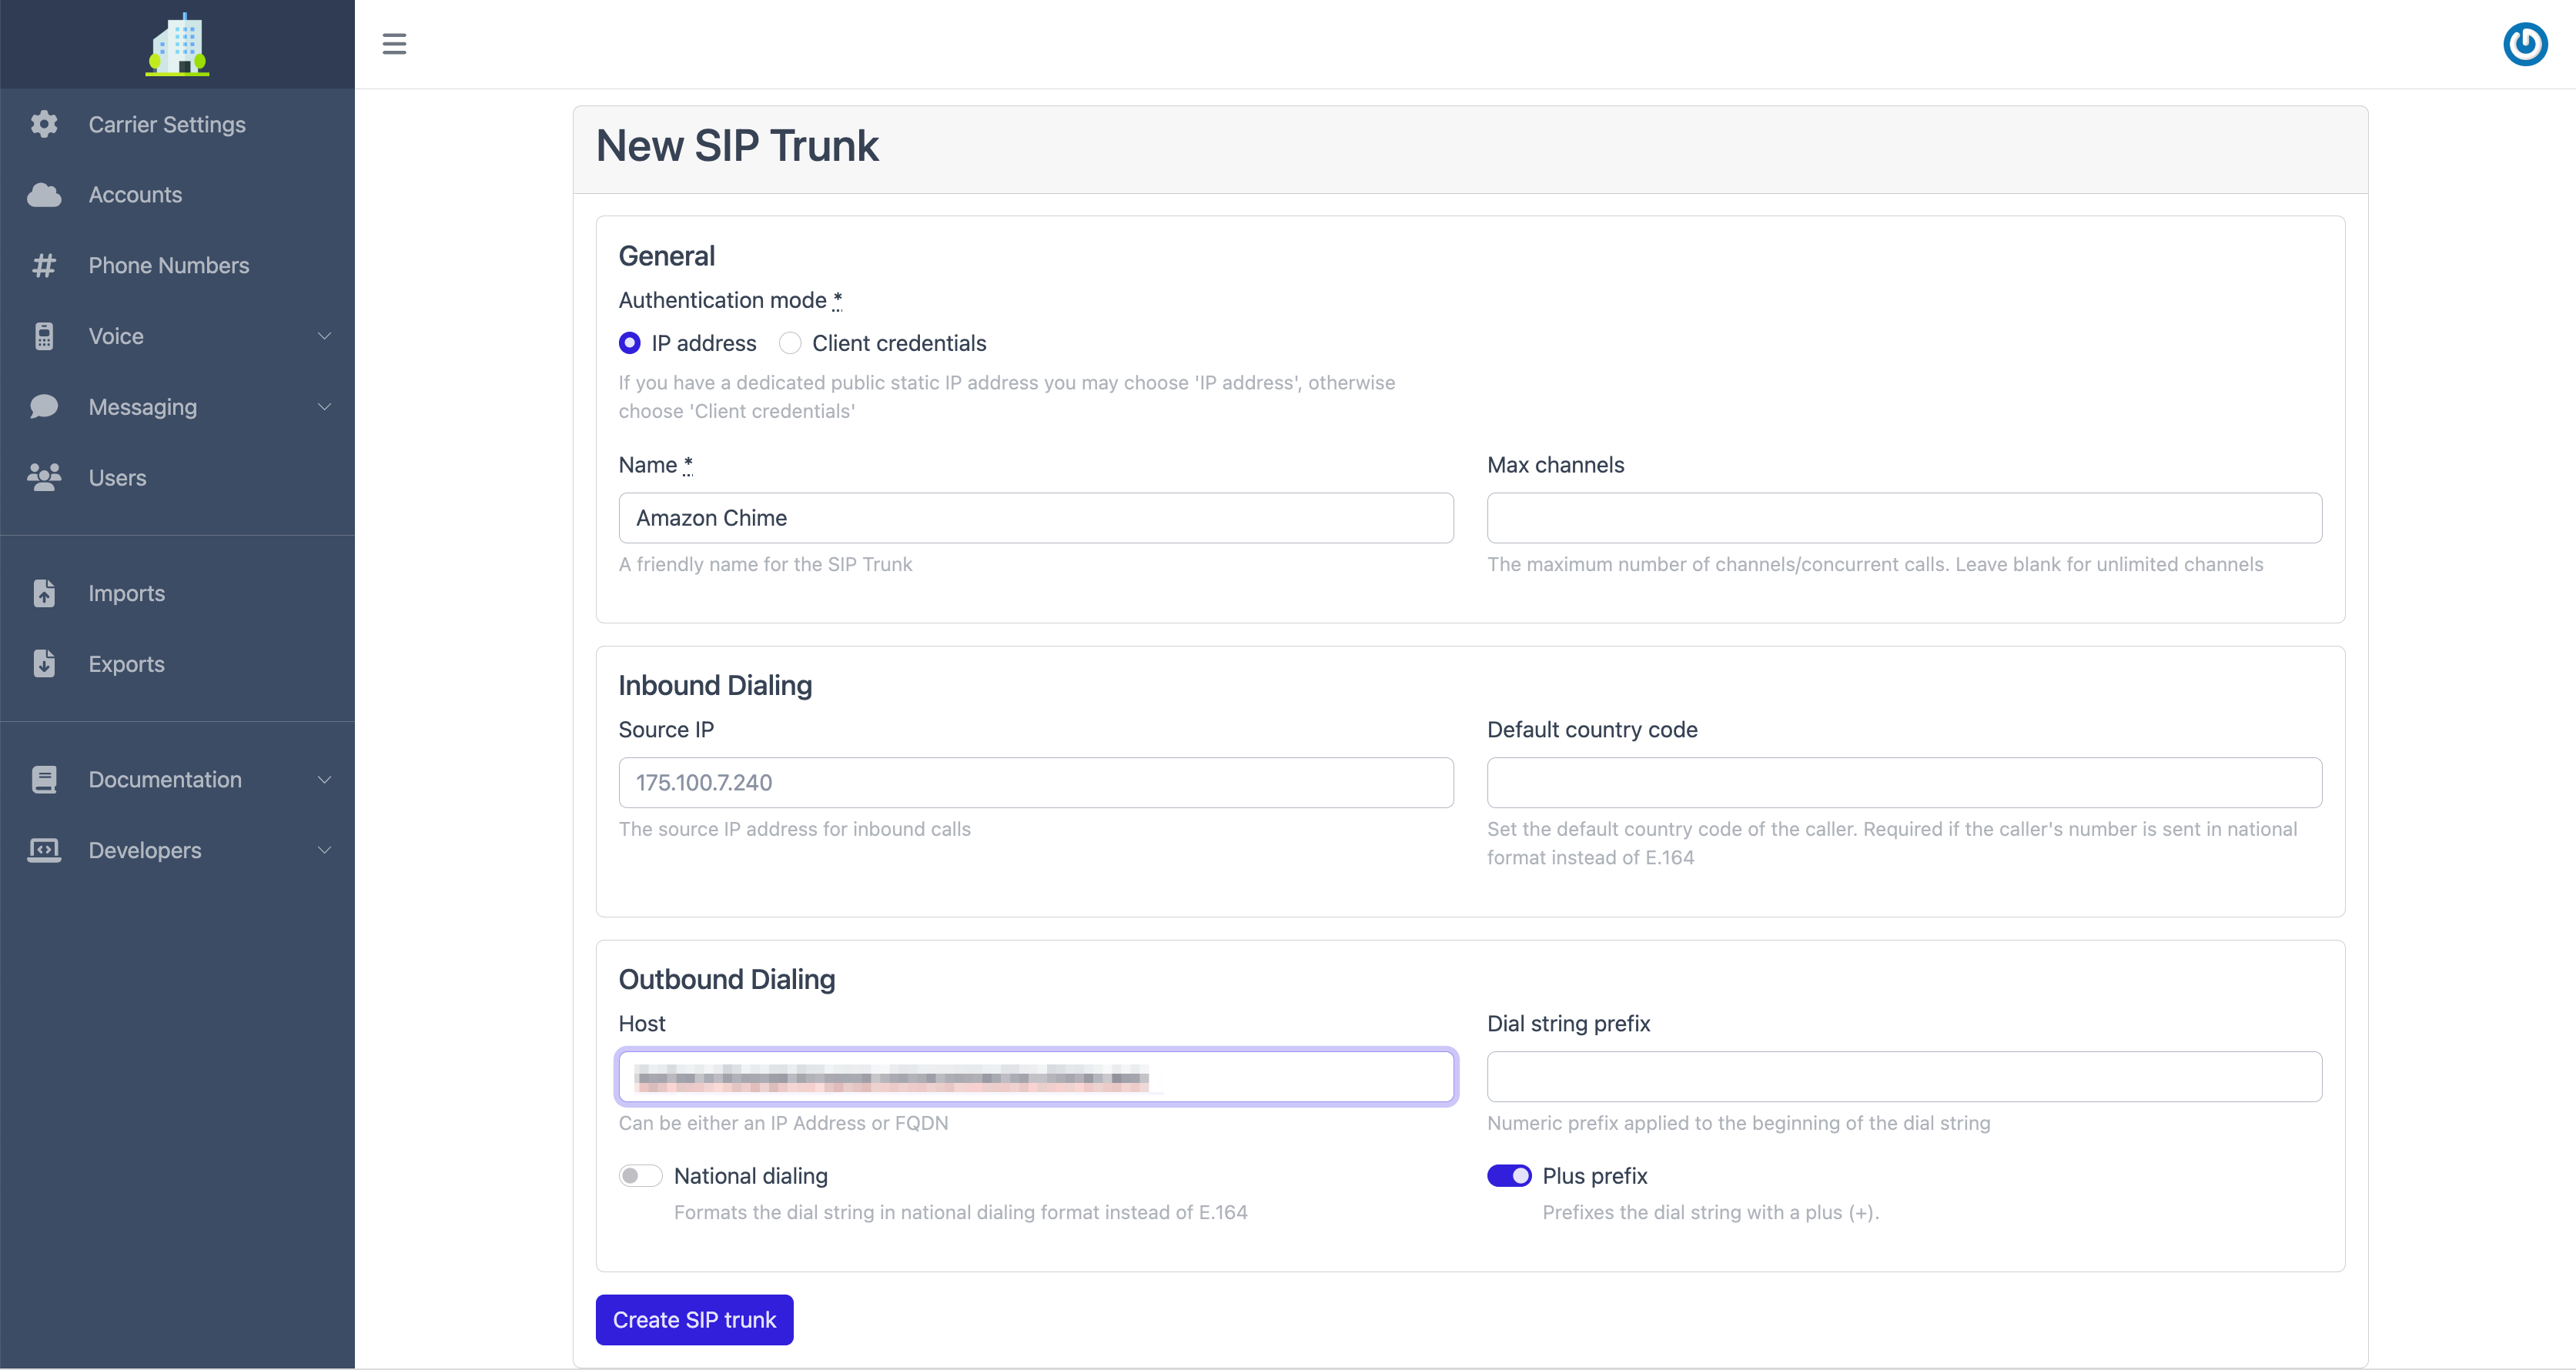 Carrier Settings
Accounts
Phone Numbers
Voice
Messaging
Users
Imports
Exports
Documentation
Developers
New SIP Trunk
General
Authentication mode *
IP address Client credentials
If you have a dedicated public static IP address you may choose 'IP address', otherwise
choose 'Client credentials'
Name *
Amazon Chime
A friendly name for the SIP Trunk
Max channels
The maximum number of channels/concurrent calls. Leave blank for unlimited channels
Inbound Dialing
Source IP
175.100.7.240
The source IP address for inbound calls
Default country code
Set the default country code of the caller. Required if the caller's number is sent in national
format instead of E.164
Outbound Dialing
Host
Can be either an IP Address or FQDN
Dial string prefix
Numeric prefix applied to the beginning of the dial string
National dialing
Formats the dial string in national dialing format instead of E.164
Plus prefix
Prefixes the dial string with a plus (+).
Create SIP trunk